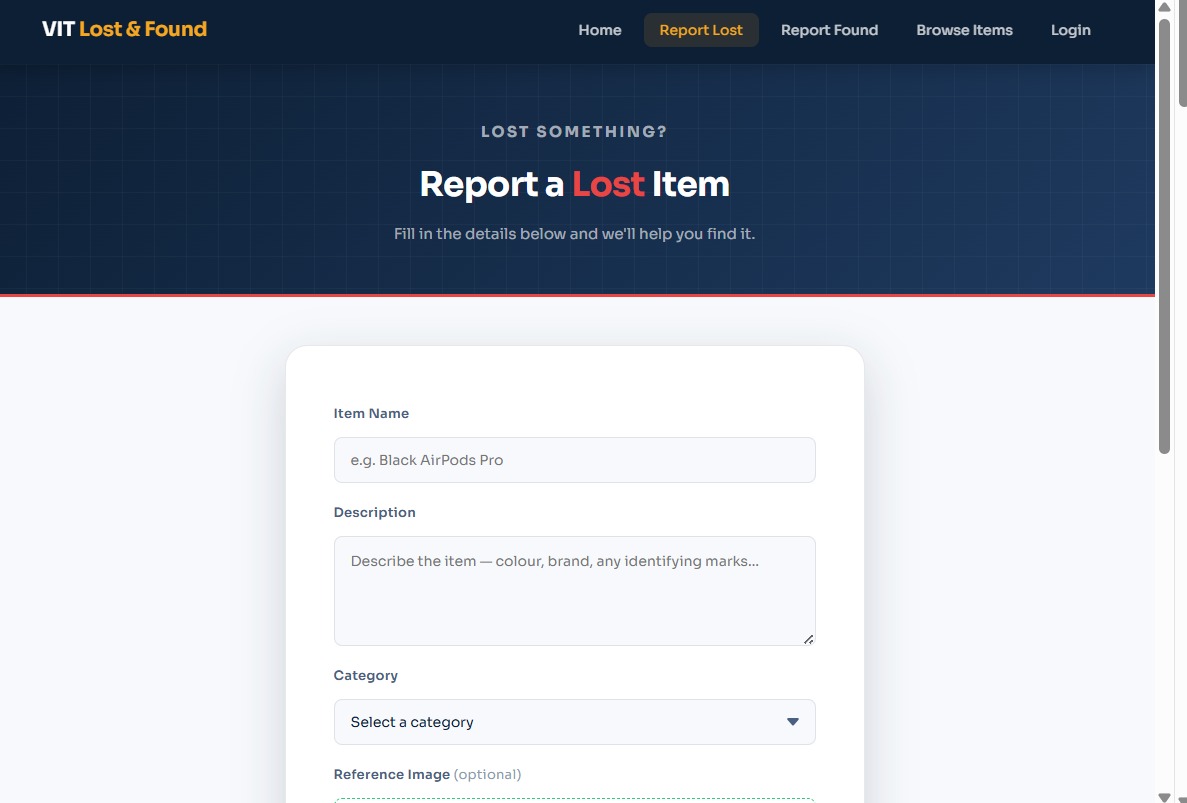 VIT Lost & Found
Home
Report Lost
Report Found
Browse Items
Login
LOST SOMETHING?
Report a Lost Item
Fill in the details below and we'll help you find it.
Item Name
e.g. Black AirPods Pro
Description
Describe the item — colour, brand, any identifying marks...
Category
Select a category
Reference Image (optional)